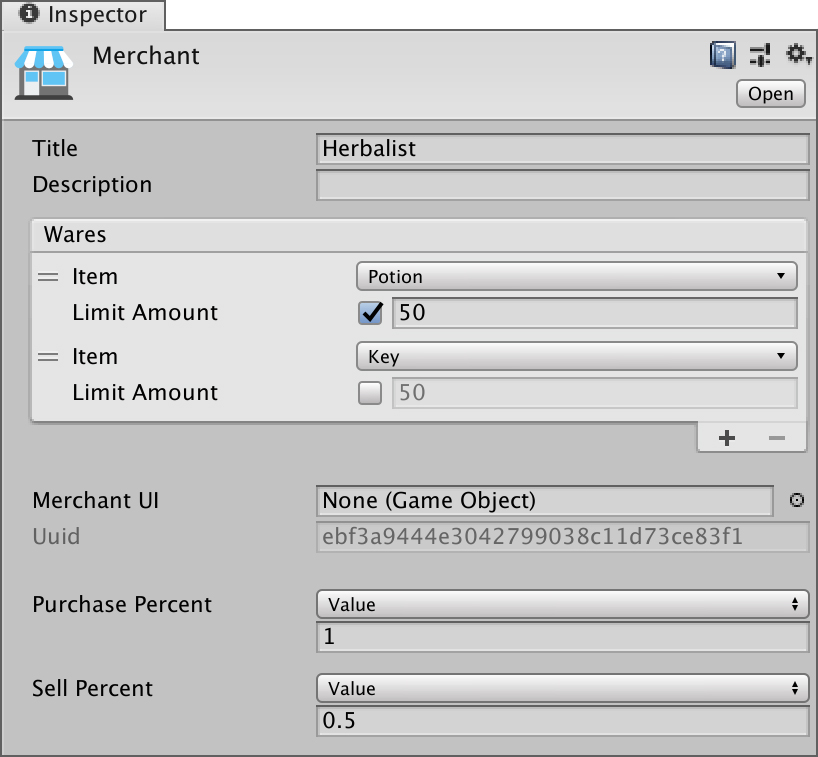 Inspector
Merchant
Open
Title Herbalist
Description
Wares
Item Potion
Limit Amount 50
Item Key
Limit Amount 50
Merchant UI None (Game Object)
Uuid ebf3a9444e3042799038c11d73ce83f1
Purchase Percent Value
1
Sell Percent Value
0.5